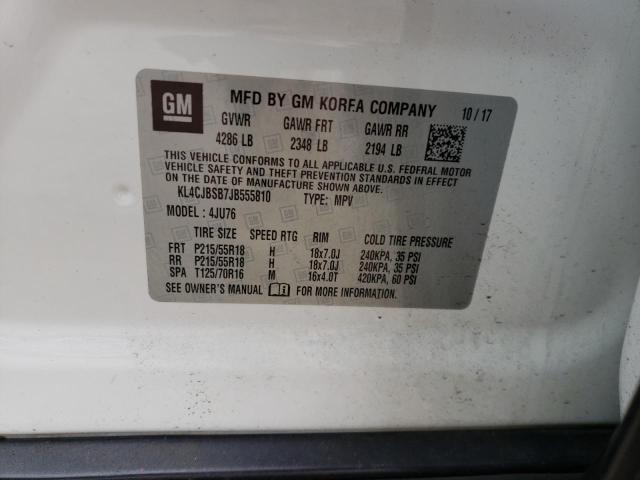 GM
MFD BY GM KOREA COMPANY 10/17
GVWR GAWR FRT GAWR RR
4286 LB 2348 LB 2194 LB
THIS VEHICLE CONFORMS TO ALL APPLICABLE U.S. FEDERAL MOTOR
VEHICLE SAFETY AND THEFT PREVENTION STANDARDS IN EFFECT ON
THE DATE OF MANUFACTURE SHOWN ABOVE.
KL4CJBSB7JB555810 TYPE: MPV
MODEL: 4JU76
TIRE SIZE SPEED RTG RIM COLD TIRE PRESSURE
FRT P215/55R18 H 18x7.0J 240KPA, 35 PSI
RR P215/55R18 H 18x7.0J 240KPA, 35 PSI
SPA T125/70R16 M 16x4.0T 420KPA, 60 PSI
SEE OWNER'S MANUAL FOR MORE INFORMATION.